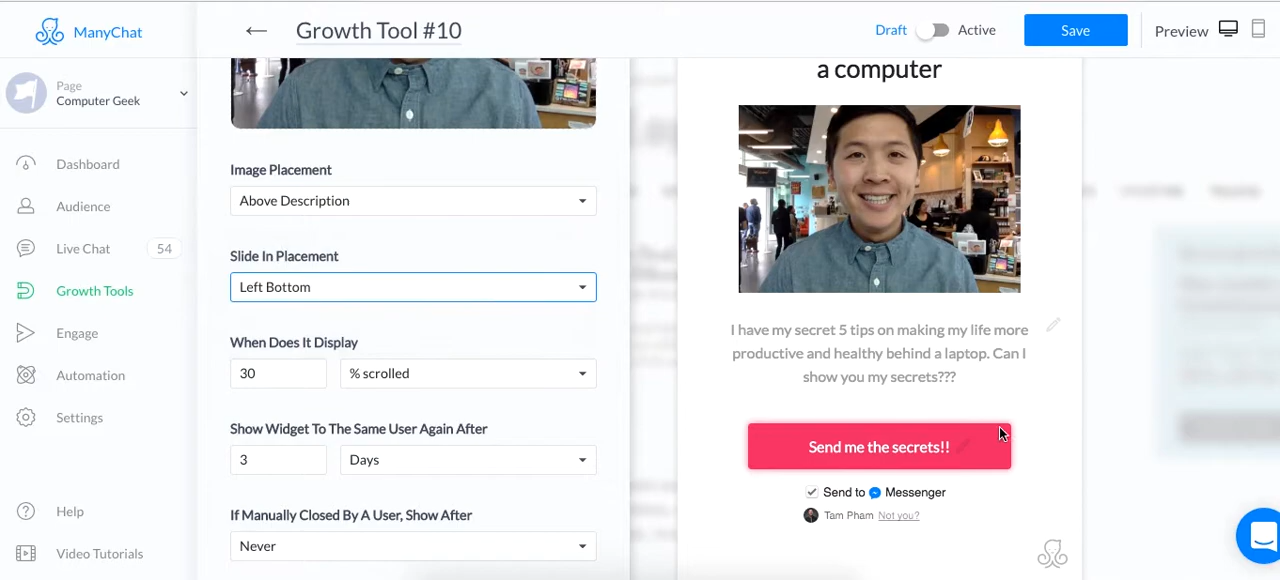 ManyChat
Growth Tool #10
Draft
Active
Save
Preview
Page
Computer Geek
Dashboard
Audience
Live Chat
54
Growth Tools
Engage
Automation
Settings
Help
Video Tutorials
Image Placement
Above Description
Slide In Placement
Left Bottom
When Does It Display
30
% scrolled
Show Widget To The Same User Again After
3
Days
If Manually Closed By A User, Show After
Never
a computer
I have my secret 5 tips on making my life more
productive and healthy behind a laptop. Can I
show you my secrets???
Send me the secrets!!
Send to Messenger
Tam Pham Not you?